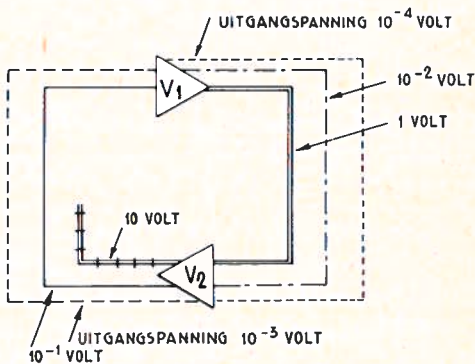 UITGANGSPANNING 10⁻⁴ VOLT
10⁻² VOLT
V1
1 VOLT
10 VOLT
V2
UITGANGSPANNING 10⁻³ VOLT
10⁻¹ VOLT